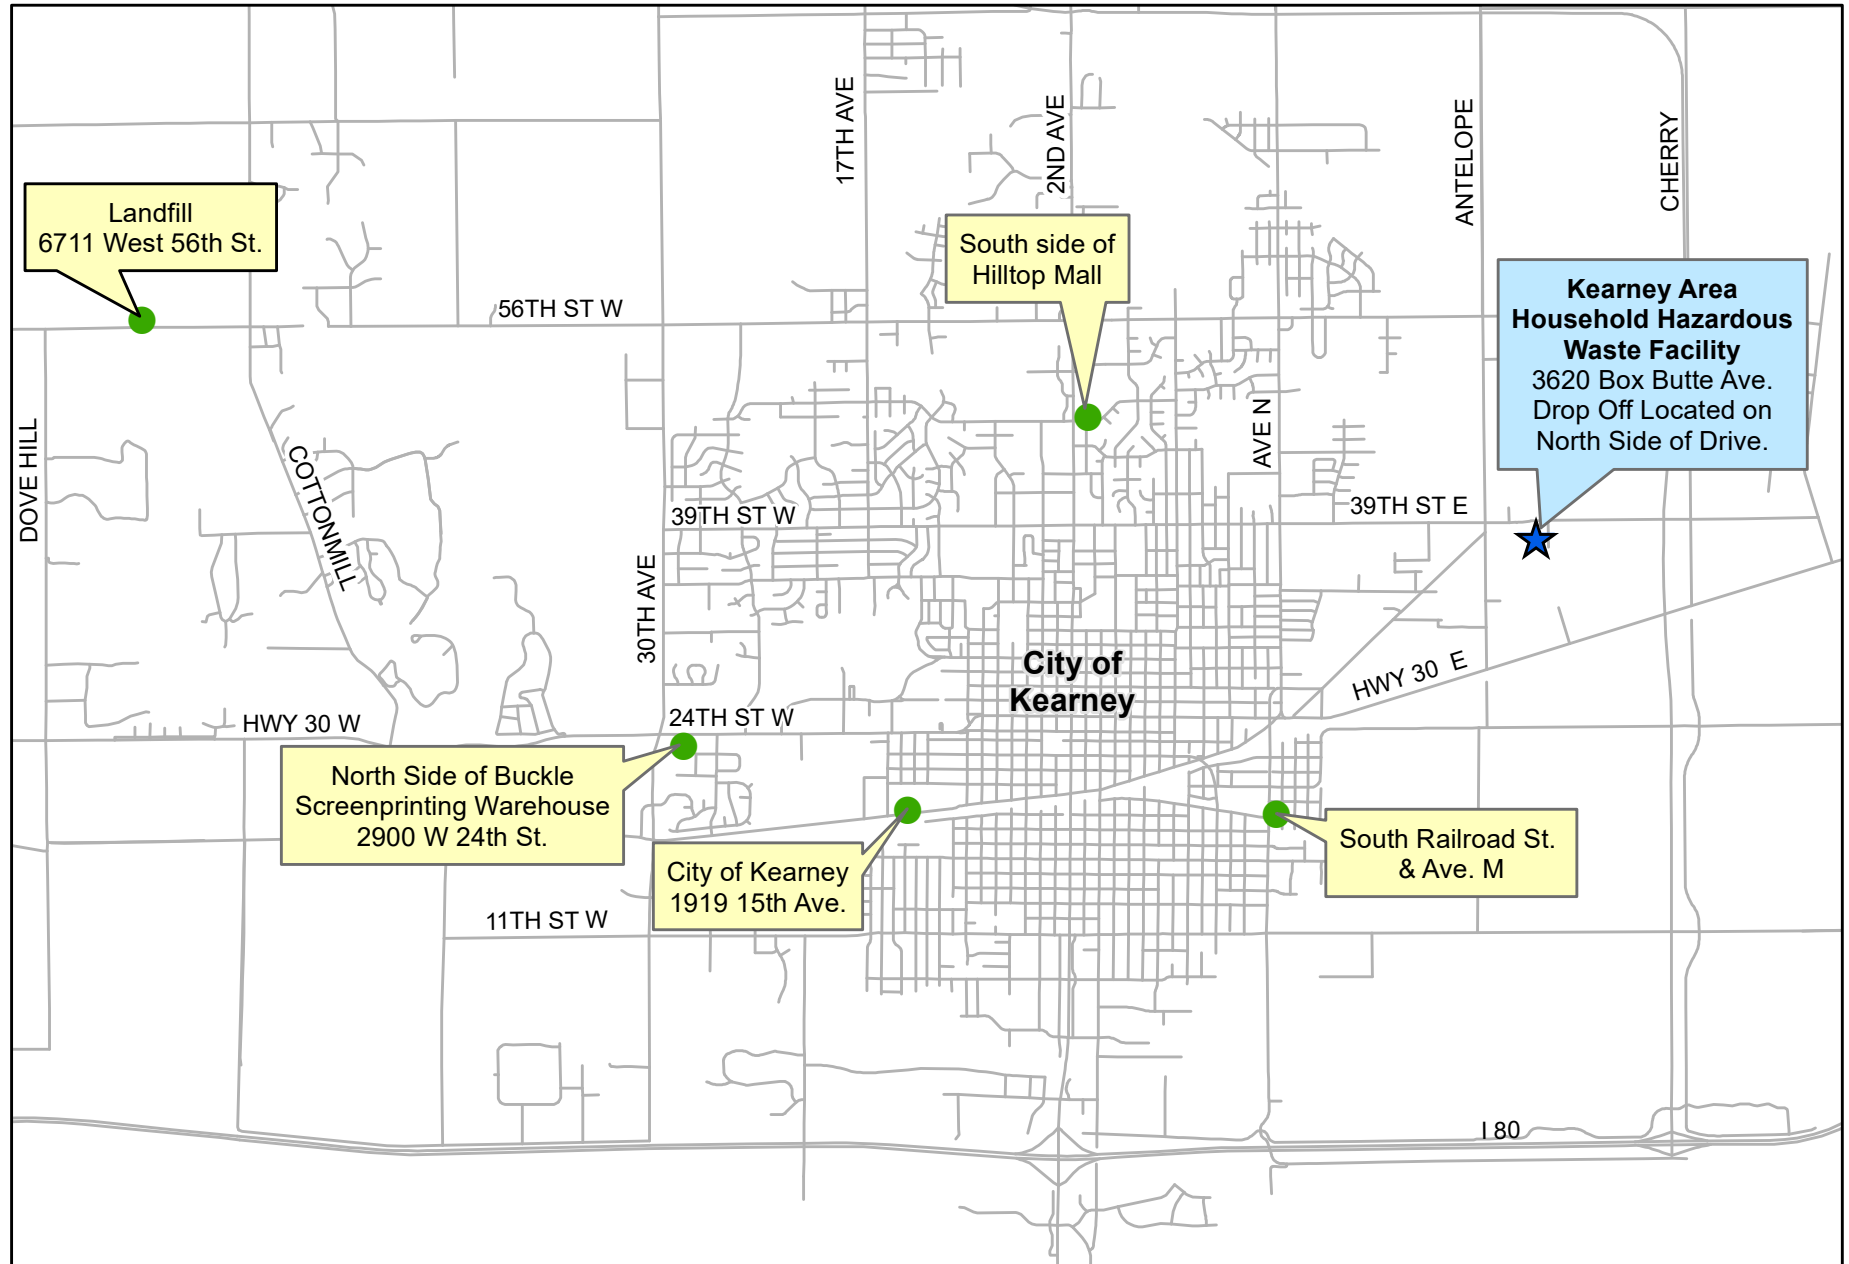 17TH AVE
2ND AVE
ANTELOPE
CHERRY
Landfill
6711 West 56th St.
South side of
Hilltop Mall
Kearney Area
Household Hazardous
Waste Facility
3620 Box Butte Ave.
Drop Off Located on
North Side of Drive.
56TH ST W
DOVE HILL
COTTONMILL
AVE N
39TH ST W
39TH ST E
30TH AVE
City of
Kearney
HWY 30 E
HWY 30 W
24TH ST W
North Side of Buckle
Screenprinting Warehouse
2900 W 24th St.
City of Kearney
1919 15th Ave.
South Railroad St.
& Ave. M
11TH ST W
I 80